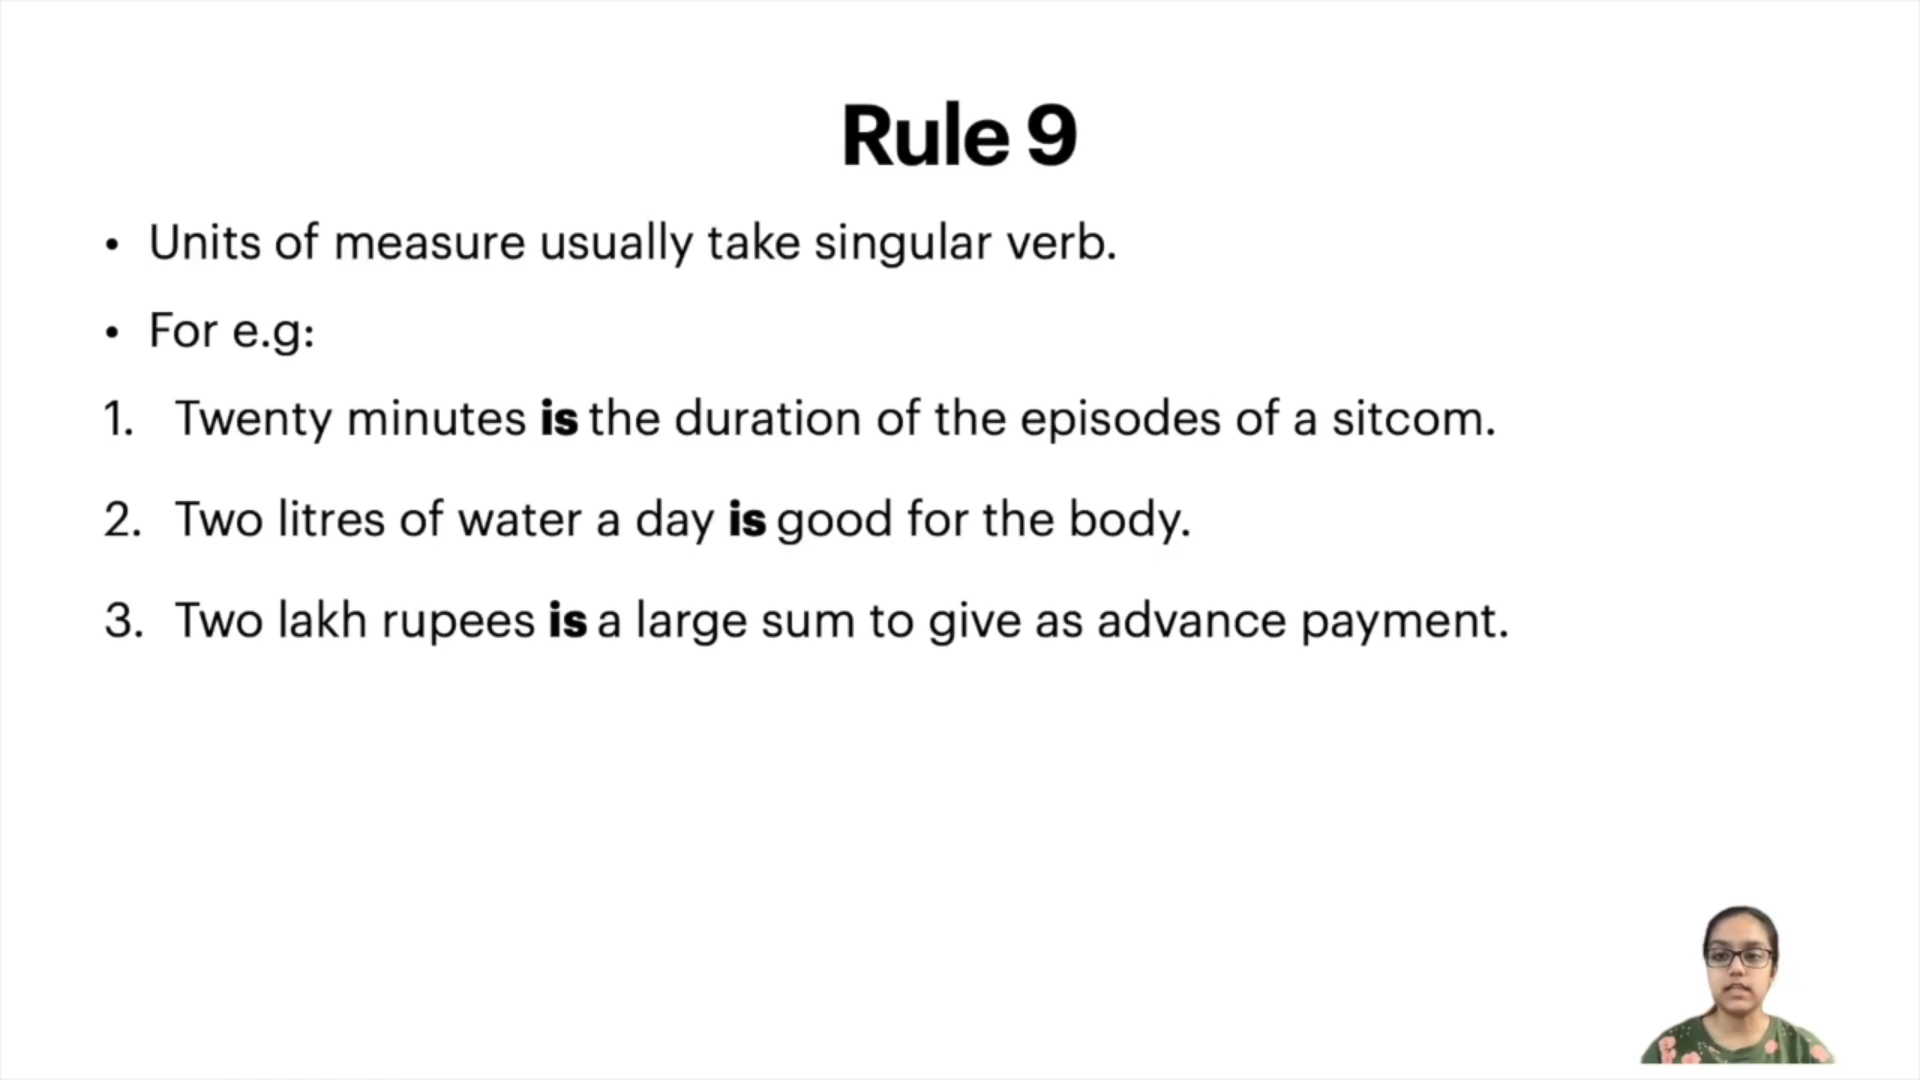 Rule 9
• Units of measure usually take singular verb.
• For e.g:
1. Twenty minutes is the duration of the episodes of a sitcom.
2. Two litres of water a day is good for the body.
3. Two lakh rupees is a large sum to give as advance payment.